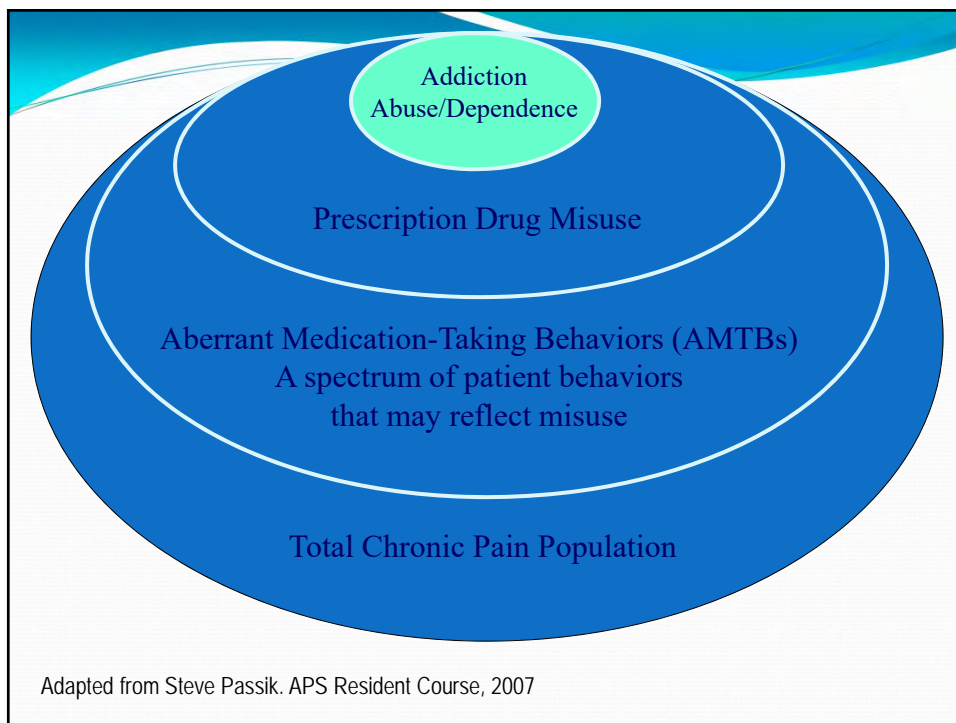 Addiction
Abuse/Dependence
Prescription Drug Misuse
Aberrant Medication-Taking Behaviors (AMTBs)
A spectrum of patient behaviors
that may reflect misuse
Total Chronic Pain Population
Adapted from Steve Passik. APS Resident Course, 2007